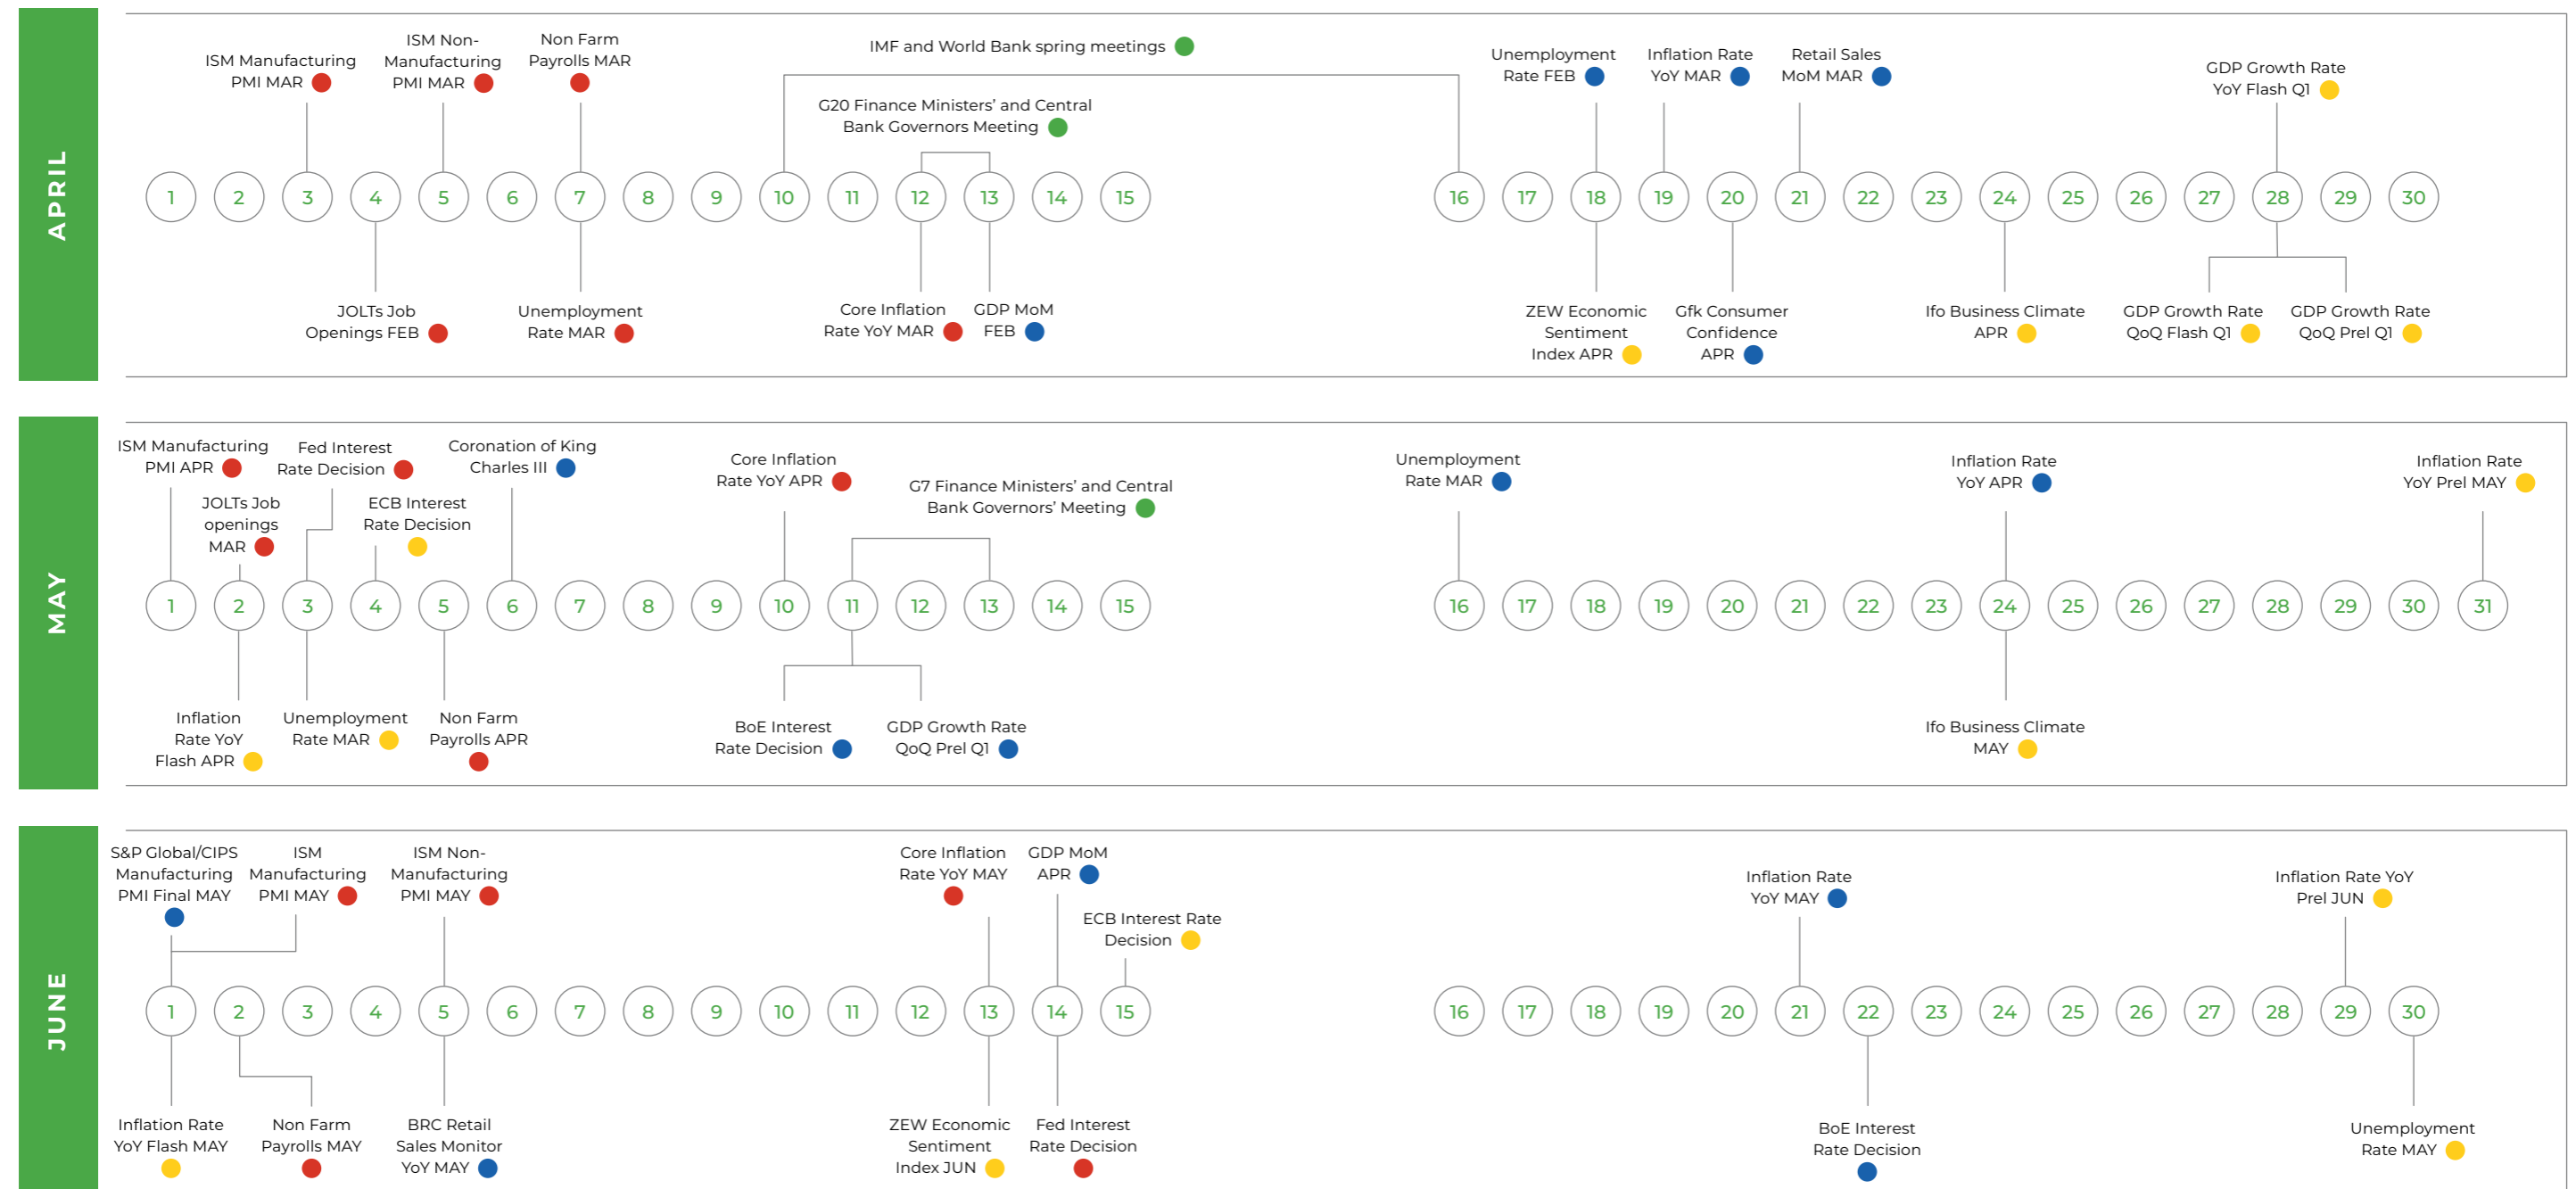 APRIL
ISM Manufacturing
PMI MAR
ISM Non-
Manufacturing
PMI MAR
Non Farm
Payrolls MAR
IMF and World Bank spring meetings
G20 Finance Ministers’ and Central
Bank Governors Meeting
Unemployment
Rate FEB
Inflation Rate
YoY MAR
Retail Sales
MoM MAR
GDP Growth Rate
YoY Flash Q1
1 2 3 4 5 6 7 8 9 10 11 12 13 14 15 16 17 18 19 20 21 22 23 24 25 26 27 28 29 30
JOLTs Job
Openings FEB
Unemployment
Rate MAR
Core Inflation
Rate YoY MAR
GDP MoM
FEB
ZEW Economic
Sentiment
Index APR
Gfk Consumer
Confidence
APR
Ifo Business Climate
APR
GDP Growth Rate
QoQ Flash Q1
GDP Growth Rate
QoQ Prel Q1
MAY
ISM Manufacturing
PMI APR
JOLTs Job
openings
MAR
Fed Interest
Rate Decision
ECB Interest
Rate Decision
Coronation of King
Charles III
Core Inflation
Rate YoY APR
G7 Finance Ministers’ and Central
Bank Governors’ Meeting
Unemployment
Rate MAR
Inflation Rate
YoY APR
Inflation Rate
YoY Prel MAY
1 2 3 4 5 6 7 8 9 10 11 12 13 14 15 16 17 18 19 20 21 22 23 24 25 26 27 28 29 30 31
Inflation
Rate YoY
Flash APR
Unemployment
Rate MAR
Non Farm
Payrolls APR
BoE Interest
Rate Decision
GDP Growth Rate
QoQ Prel Q1
Ifo Business Climate
MAY
JUNE
S&P Global/CIPS
Manufacturing
PMI Final MAY
ISM
Manufacturing
PMI MAY
ISM Non-
Manufacturing
PMI MAY
Core Inflation
Rate YoY MAY
GDP MoM
APR
ECB Interest Rate
Decision
Inflation Rate
YoY MAY
Inflation Rate YoY
Prel JUN
1 2 3 4 5 6 7 8 9 10 11 12 13 14 15 16 17 18 19 20 21 22 23 24 25 26 27 28 29 30
Inflation Rate
YoY Flash MAY
Non Farm
Payrolls MAY
BRC Retail
Sales Monitor
YoY MAY
ZEW Economic
Sentiment
Index JUN
Fed Interest
Rate Decision
BoE Interest
Rate Decision
Unemployment
Rate MAY